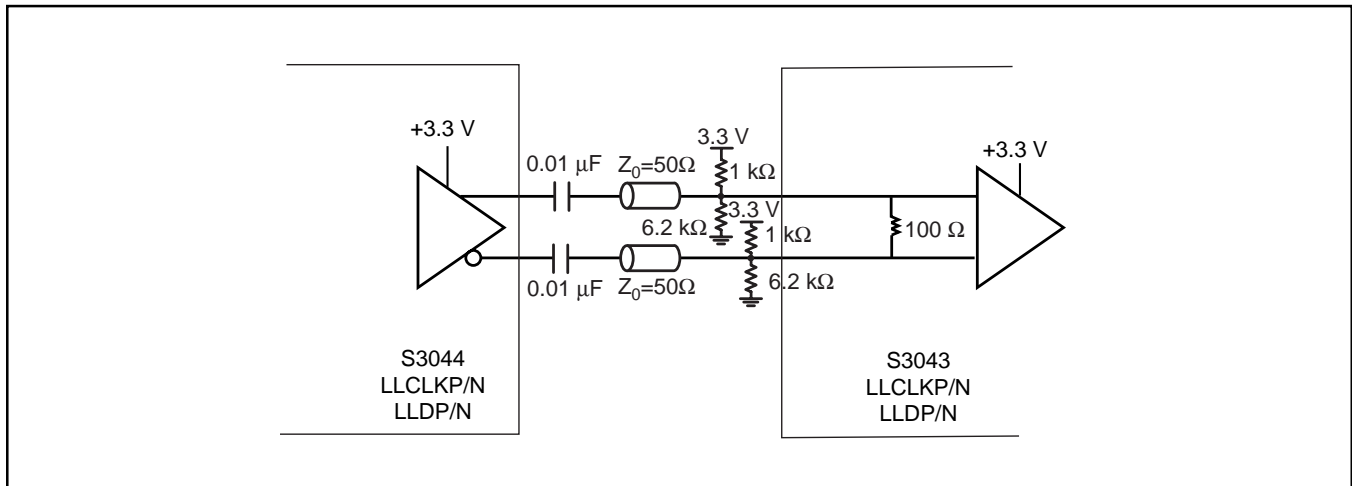 +3.3 V
0.01 μF
Z0=50Ω
3.3 V
1 kΩ
+3.3 V
6.2 kΩ
3.3 V
1 kΩ
100 Ω
0.01 μF
Z0=50Ω
6.2 kΩ
S3044
LLCLKP/N
LLDP/N
S3043
LLCLKP/N
LLDP/N